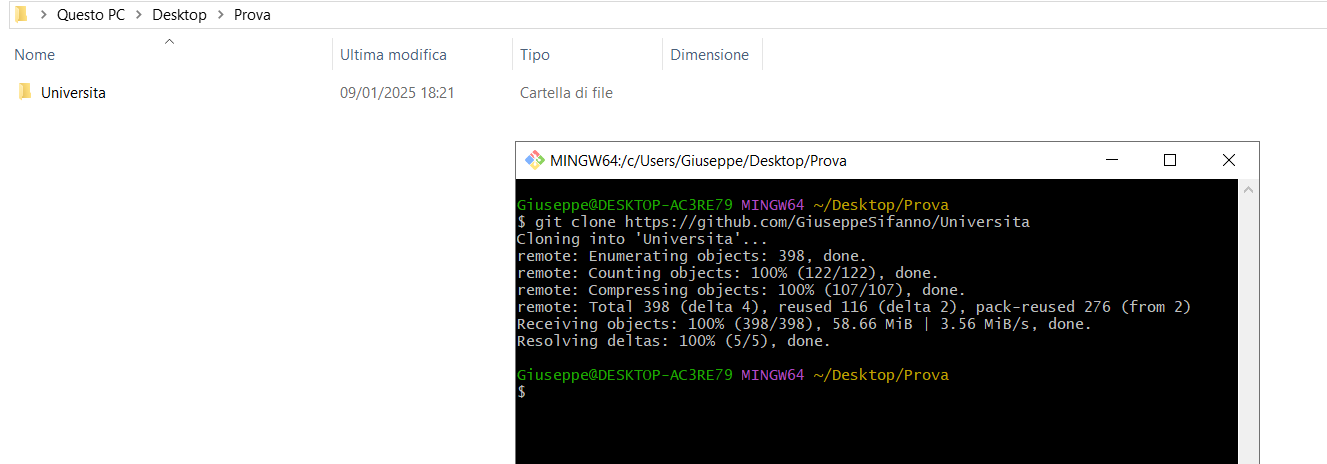 Questo PC > Desktop > Prova
Nome Ultima modifica Tipo Dimensione
Universita 09/01/2025 18:21 Cartella di file
MINGW64:/c/Users/Giuseppe/Desktop/Prova
Giuseppe@DESKTOP-AC3RE79 MINGW64 ~/Desktop/Prova
$ git clone https://github.com/GiuseppeSifanno/Universita
Cloning into 'Universita'...
remote: Enumerating objects: 398, done.
remote: Counting objects: 100% (122/122), done.
remote: Compressing objects: 100% (107/107), done.
remote: Total 398 (delta 4), reused 116 (delta 2), pack-reused 276 (from 2)
Receiving objects: 100% (398/398), 58.66 MiB | 3.56 MiB/s, done.
Resolving deltas: 100% (5/5), done.
Giuseppe@DESKTOP-AC3RE79 MINGW64 ~/Desktop/Prova
$